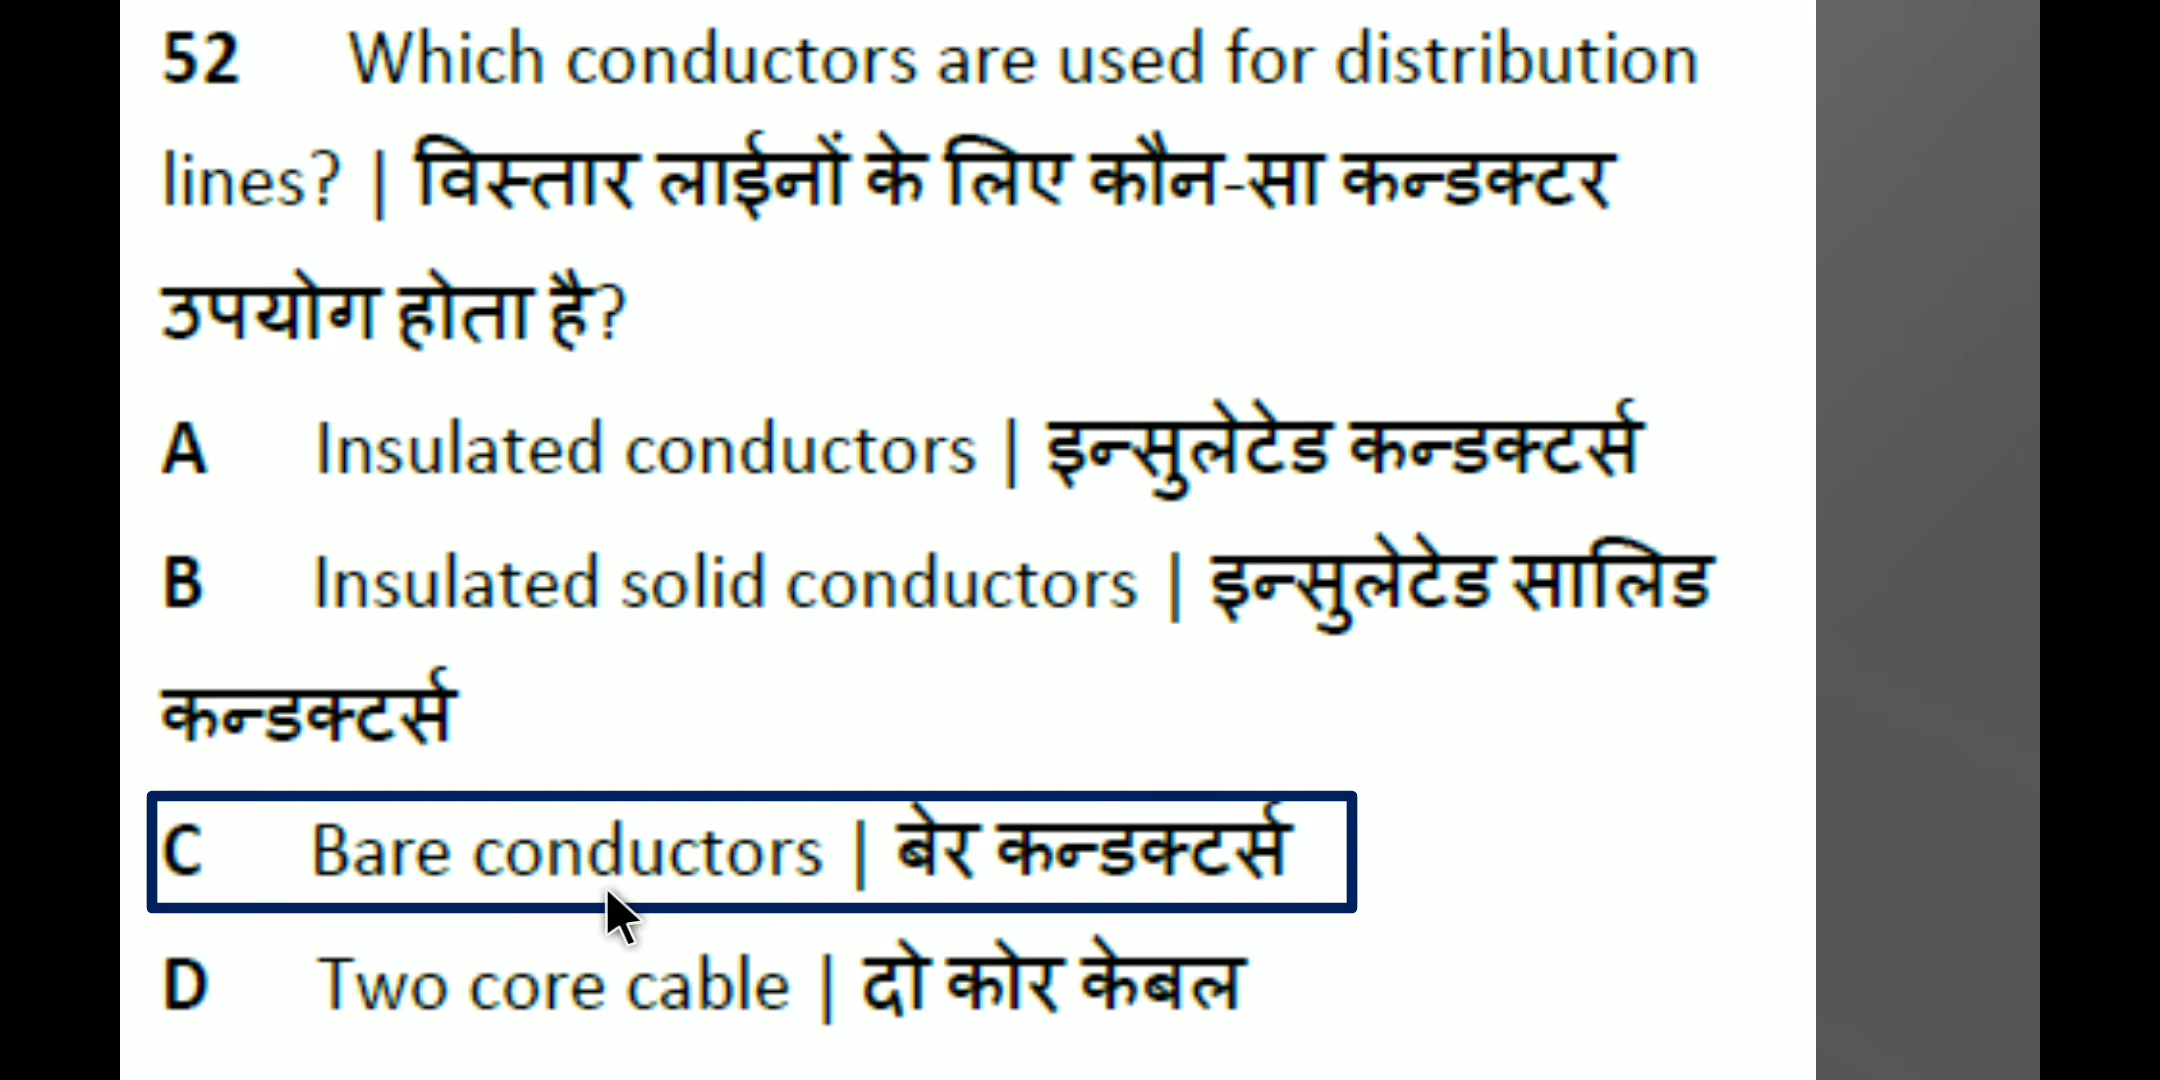 52 Which conductors are used for distribution
lines? | विस्तार लाईनों के लिए कौन-सा कन्डक्टर
उपयोग होता है?
A Insulated conductors | इन्सुलेटेड कन्डक्टर्स
B Insulated solid conductors | इन्सुलेटेड सालिड
कन्डक्टर्स
C Bare conductors | बेर कन्डक्टर्स
D Two core cable | दो कोर केबल